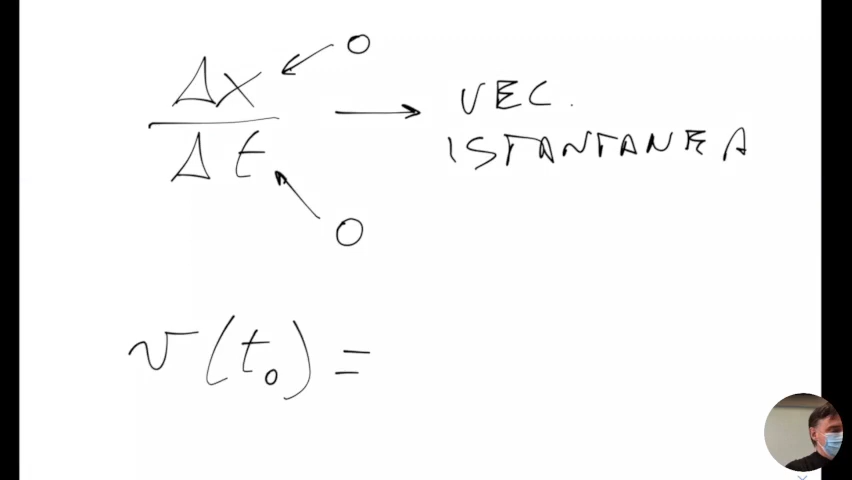 Δx ← 0
Δt ← 0
→ VEC.
ISTANTANEA
v(t₀) =